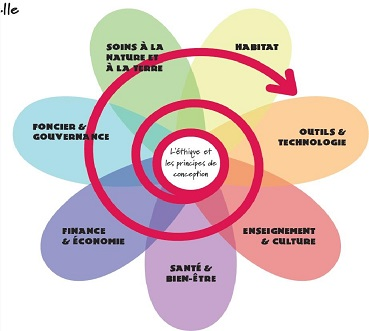 lle
SOINS À LA
NATURE ET
À LA TERRE
HABITAT
FONCIER &
GOUVERNANCE
OUTILS &
TECHNOLOGIE
L'éthique et
les principes de
conception
FINANCE
& ÉCONOMIE
ENSEIGNEMENT
& CULTURE
SANTÉ &
BIEN-ÊTRE